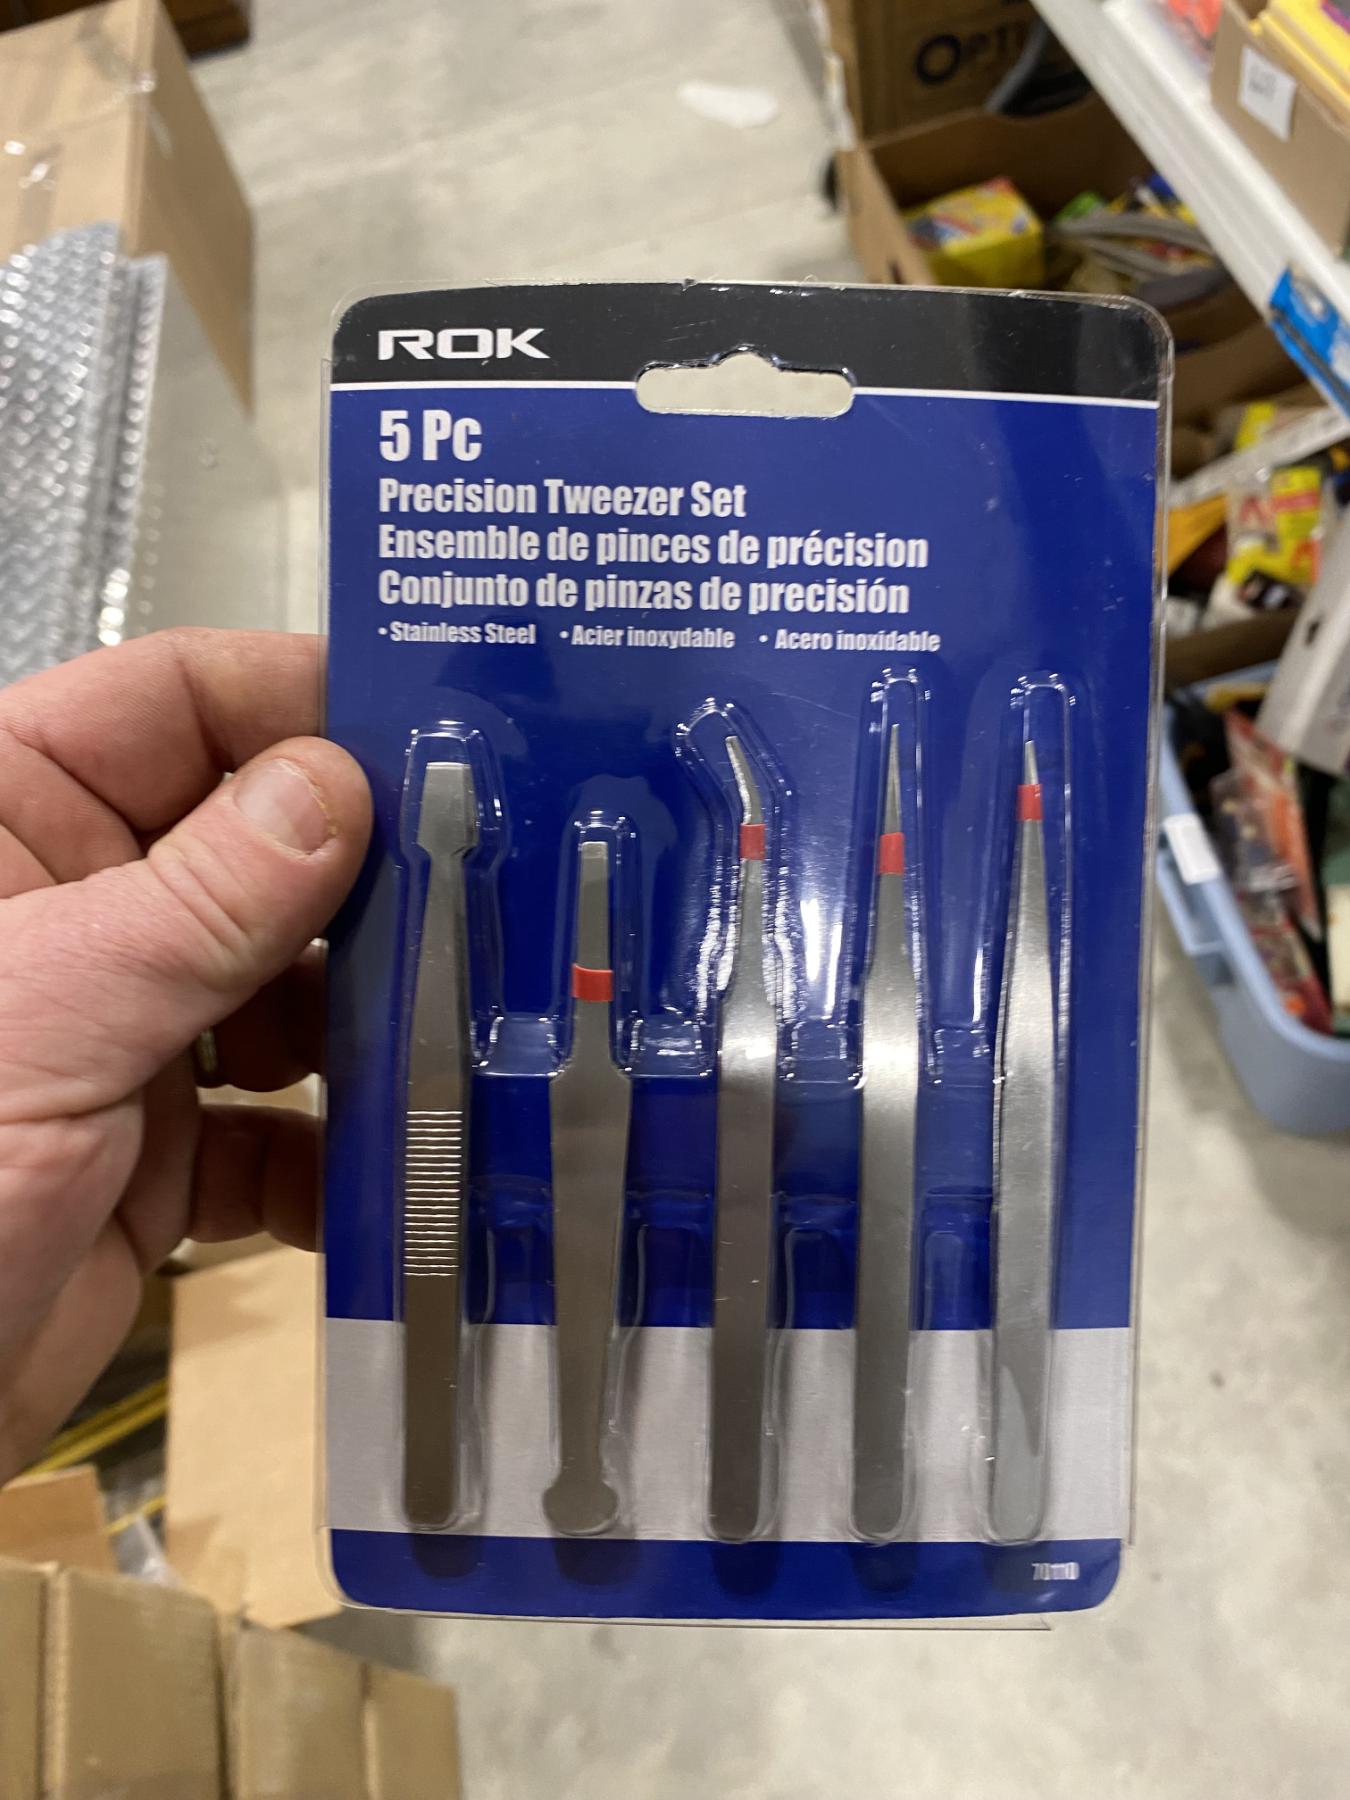 ROK
5 Pc
Precision Tweezer Set
Ensemble de pinces de précision
Conjunto de pinzas de precisión
• Stainless Steel • Acier inoxydable • Acero inoxidable
70110